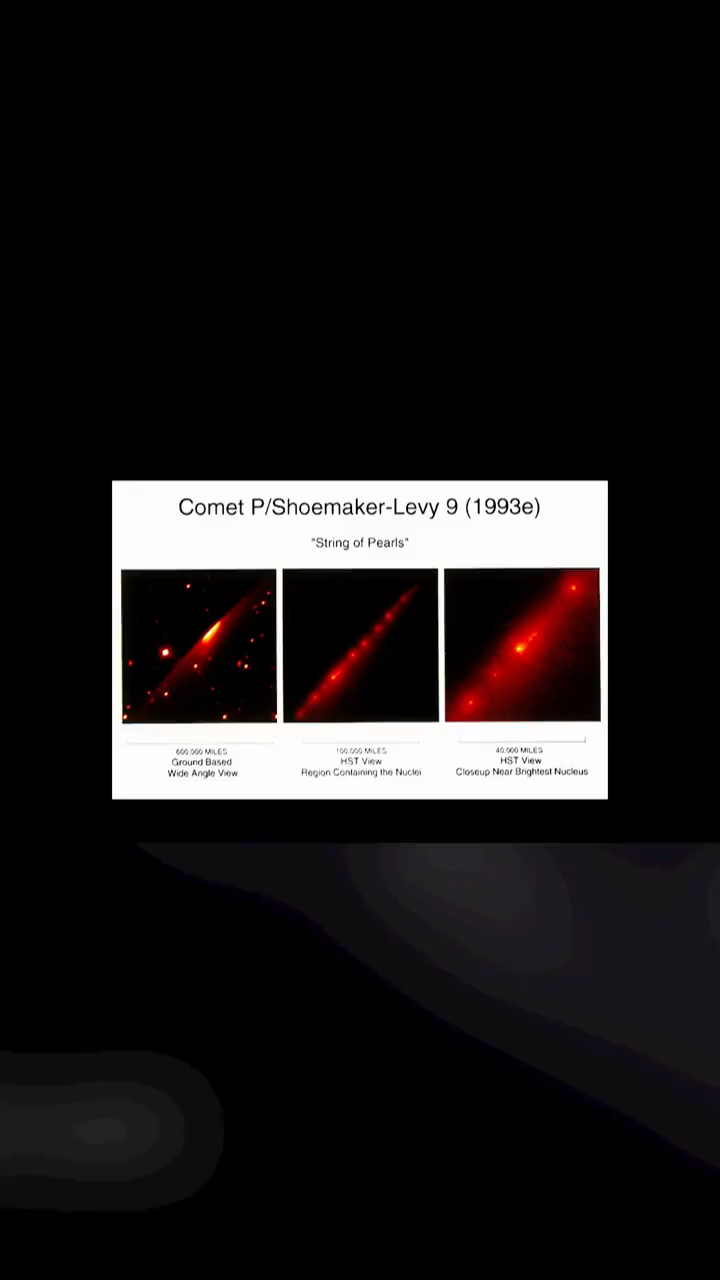 Comet P/Shoemaker-Levy 9 (1993e)
"String of Pearls"
600,000 MILES
Ground Based
Wide Angle View
100,000 MILES
HST View
Region Containing the Nuclei
40,000 MILES
HST View
Closeup Near Brightest Nucleus